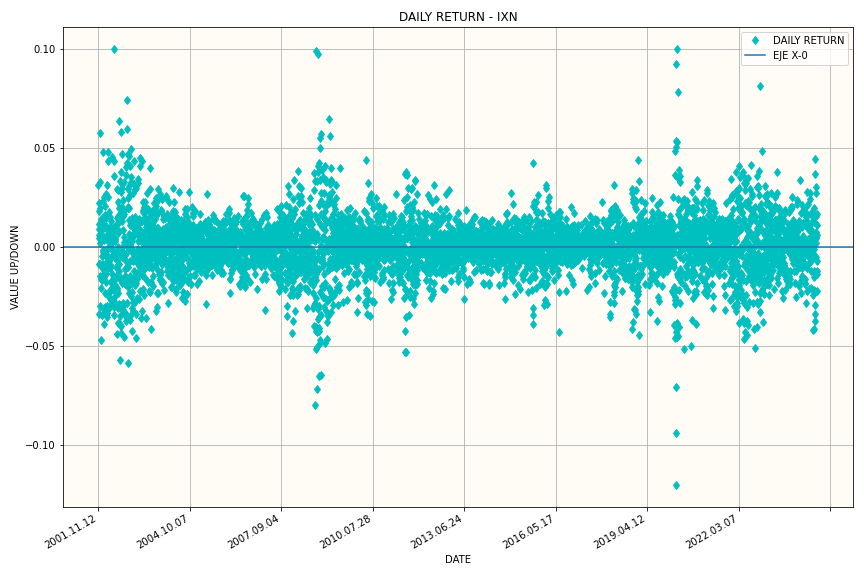 DAILY RETURN - IXN
DAILY RETURN
EJE X-0
0.10
0.05
0.00
−0.05
−0.10
VALUE UP/DOWN
2001.11.12
2004.10.07
2007.09.04
2010.07.28
2013.06.24
2016.05.17
2019.04.12
2022.03.07
DATE